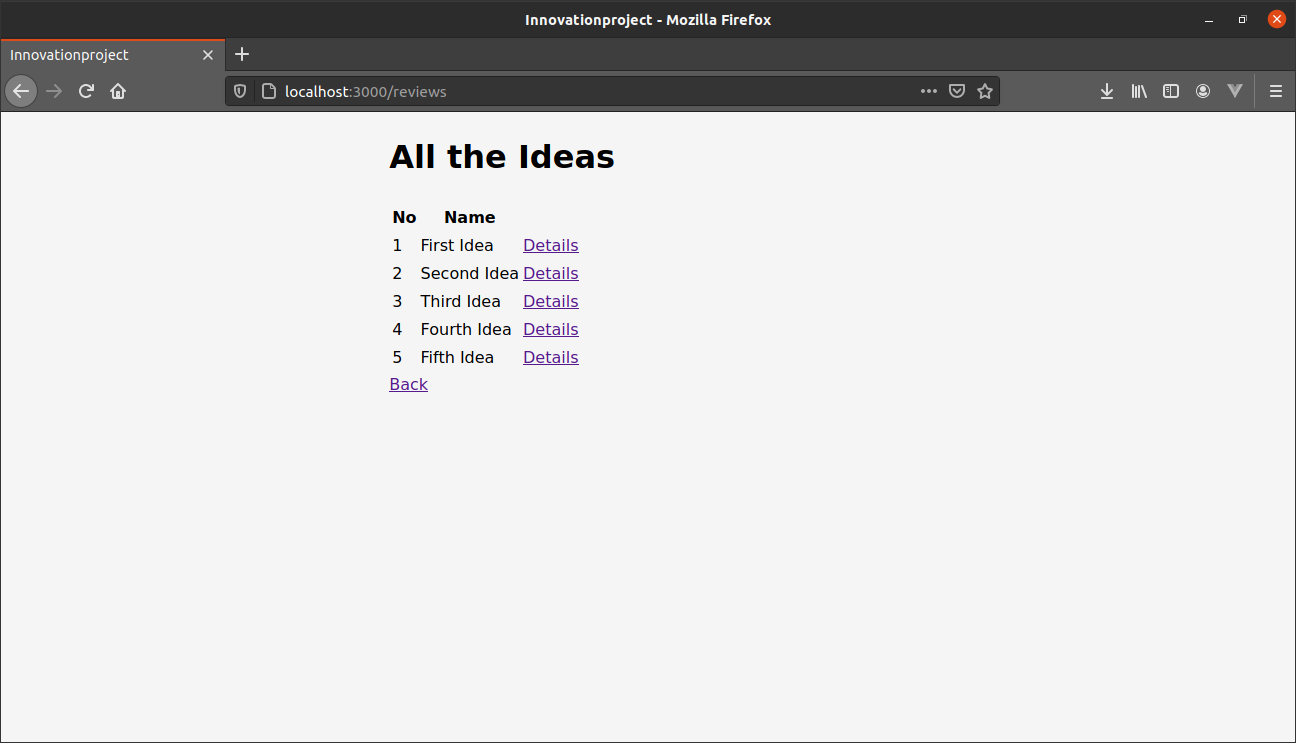 Innovationproject - Mozilla Firefox
Innovationproject
localhost:3000/reviews
All the Ideas
No Name
1 First Idea Details
2 Second Idea Details
3 Third Idea Details
4 Fourth Idea Details
5 Fifth Idea Details
Back